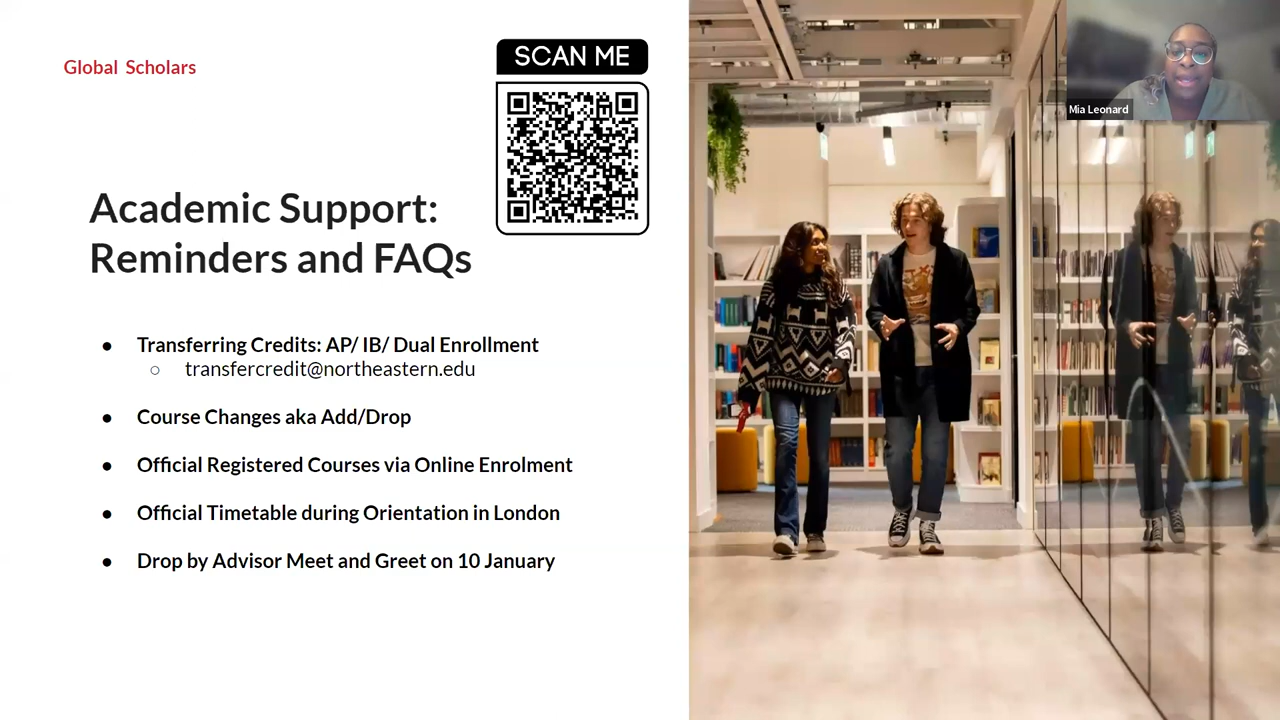 Global Scholars
SCAN ME
Academic Support:
Reminders and FAQs
● Transferring Credits: AP/ IB/ Dual Enrollment
○ transfercredit@northeastern.edu
● Course Changes aka Add/Drop
● Official Registered Courses via Online Enrolment
● Official Timetable during Orientation in London
● Drop by Advisor Meet and Greet on 10 January
Mia Leonard